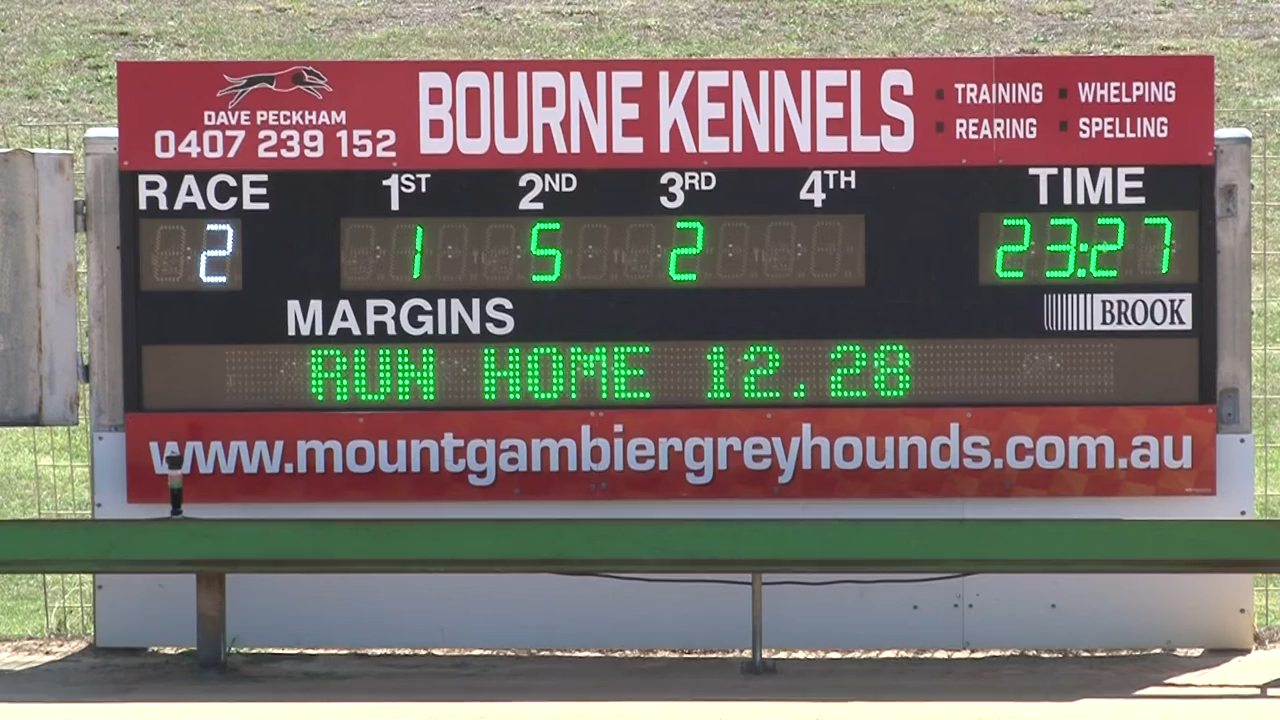 DAVE PECKHAM
0407 239 152
BOURNE KENNELS
TRAINING WHELPING
REARING SPELLING
RACE 1ST 2ND 3RD 4TH TIME
2 1 5 2 23:27
MARGINS
BROOK
RUN HOME 12.28
www.mountgambiergreyhounds.com.au